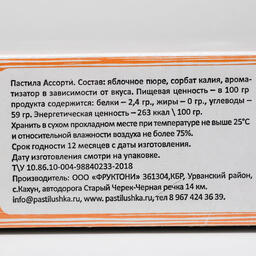 Пастила Ассорти. Состав: яблочное пюре, сорбат калия, арома-
тизатор в зависимости от вкуса. Пищевая ценность – в 100 гр
продукта содержится: белки – 2,4 гр., жиры – 0 гр., углеводы –
59 гр. Энергетическая ценность – 263 ккал \ 100 гр.
Хранить в сухом прохладном месте при температуре не выше 25°С
и относительной влажности воздуха не более 75%.
Срок годности 12 месяцев с даты изготовления.
Дата изготовления смотри на упаковке.
Т\У 10.86.10-004-98840233-2018
Производитель: ООО «ФРУКТОНИ» 361304,КБР, Урванский район,
с.Кахун, автодорога Старый Черек-Черная речка 14 км.
info@pastilushka.ru, www.pastilushka.ru тел 8 967 424 36 39.